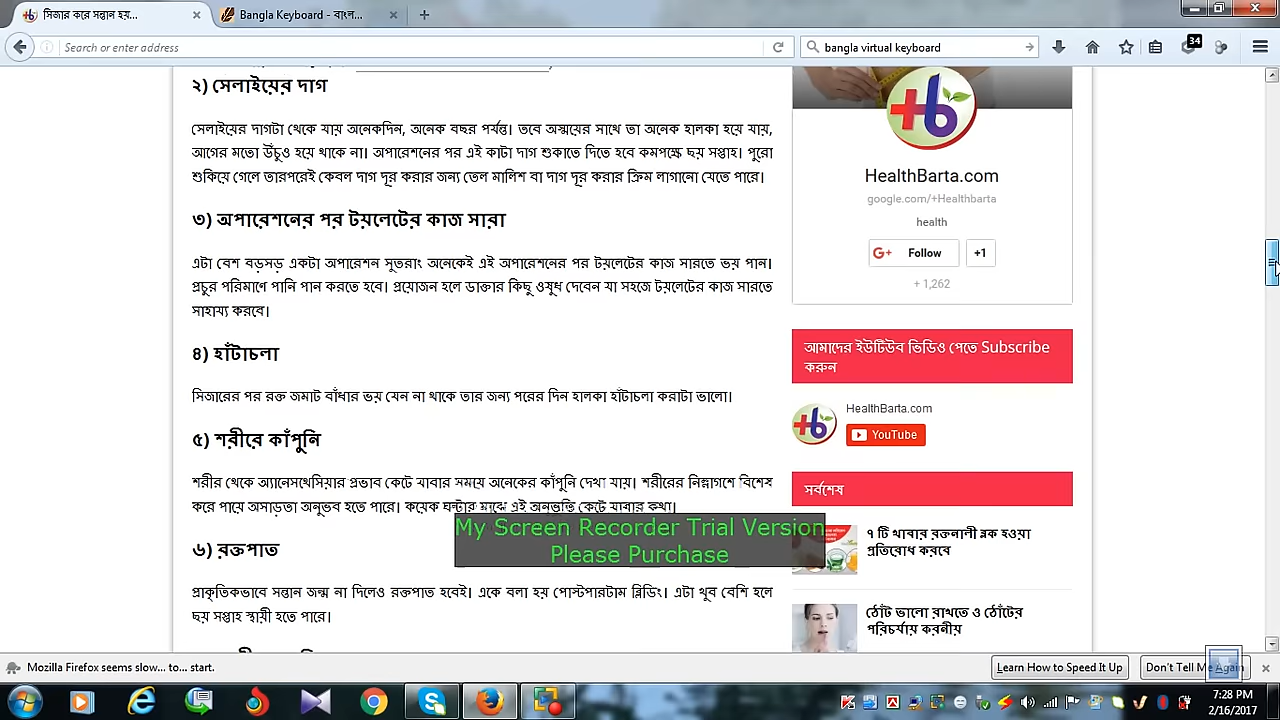 সিজার করে সন্তান হয়...
Bangla Keyboard - বাংল...
Search or enter address
bangla virtual keyboard
34
২) সেলাইয়ের দাগ
সেলাইয়ের দাগটা থেকে যায় অনেকদিন, অনেক বছর পর্যন্ত। তবে অস্ময়ের সাথে তা অনেক হালকা হয়ে যায়,
আগের মতো উঁচুও হয়ে থাকে না। অপারেশনের পর এই কাটা দাগ শুকাতে দিতে হবে কমপক্ষে ছয় সপ্তাহ। পুরো
শুকিয়ে গেলে তারপরেই কেবল দাগ দূর করার জন্য তেল মালিশ বা দাগ দূর করার ক্রিম লাগানো যেতে পারে।
৩) অপারেশনের পর টয়লেটের কাজ সারা
এটা বেশ বড়সড় একটা অপারেশন সূতরাং অনেকেই এই অপারেশনের পর টয়লেটের কাজ সারতে ভয় পান।
প্রচুর পরিমাণে পানি পান করতে হবে। প্রয়োজন হলে ডাক্তার কিছু ওষুধ দেবেন যা সহজে টয়লেটের কাজ সারতে
সাহায্য করবে।
৪) হাঁটাচলা
সিজারের পর রক্ত জমাট বাঁধার ভয় যেন না থাকে তার জন্য পরের দিন হালকা হাঁটাচলা করাটা ভালো।
৫) শরীরে কাঁপুনি
শরীর থেকে অ্যানেসথেসিয়ার প্রভাব কেটে যাবার সময়ে অনেকের কাঁপুনি দেখা যায়। শরীরের নিম্নাগশে বিশেষ
করে পায়ে অসাড়তা অনুভব হতে পারে। কয়েক ঘন্টার মাঝে এই অনুভূতি কেটে যাবার কথা।
My Screen Recorder Trial Version
Please Purchase
৬) রক্তপাত
প্রাকৃতিকভাবে সন্তান জন্ম না দিলেও রক্তপাত হবেই। একে বলা হয় পোস্টপারটাম ব্লিডিং। এটা খুব বেশি হলে
ছয় সপ্তাহ স্থায়ী হতে পারে।
HealthBarta.com
google.com/+Healthbarta
health
G+ Follow
+1
+ 1,262
আমাদের ইউটিউব ভিডিও পেতে Subscribe
করুন
HealthBarta.com
YouTube
সর্বশেষ
৭ টি খাবার রক্তনালী ব্লক হওয়া
প্রতিরোধ করবে
ঠোঁট ভালো রাখতে ও ঠোঁটের
পরিচর্যায় করনীয়
Mozilla Firefox seems slow... to... start.
Learn How to Speed It Up
Don't Tell Me Again
7:28 PM
2/16/2017